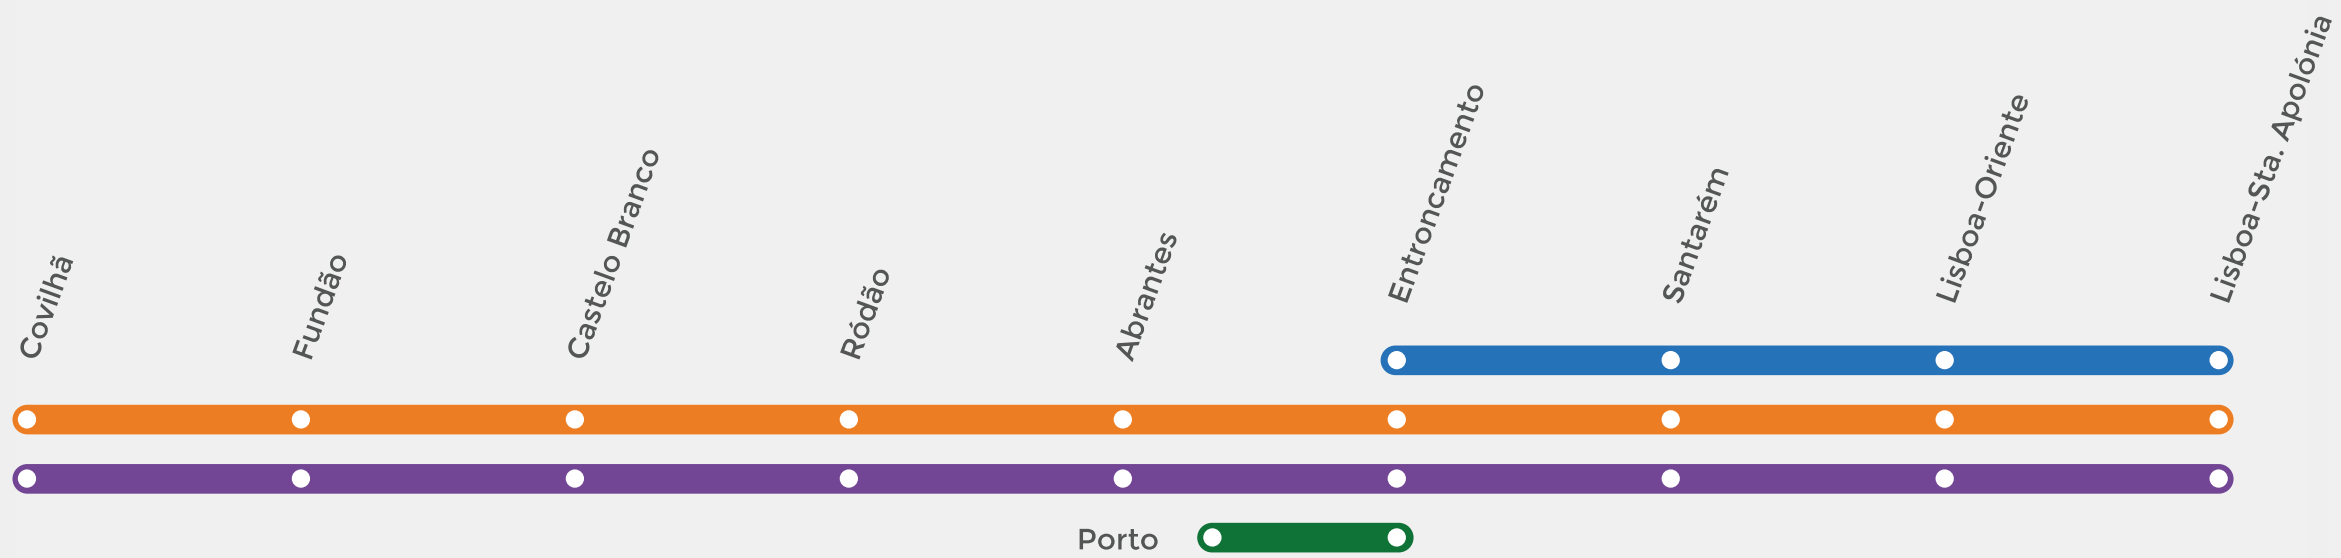 Covilhã
Fundão
Castelo Branco
Ródão
Abrantes
Entroncamento
Santarém
Lisboa-Oriente
Lisboa-Sta. Apolónia
Porto